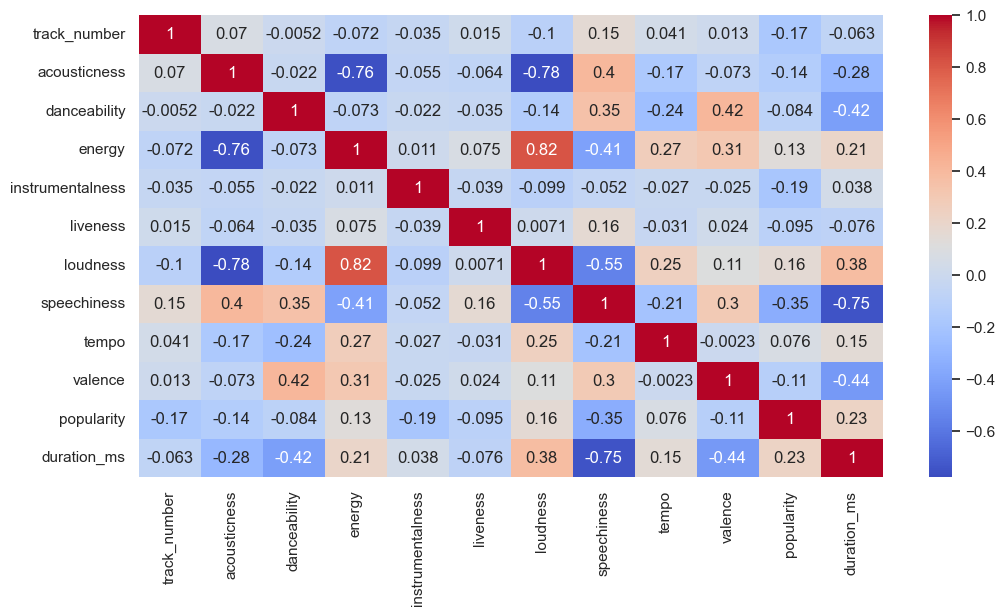 track_number 1 0.07 -0.0052 -0.072 -0.035 0.015 -0.1 0.15 0.041 0.013 -0.17 -0.063
acousticness 0.07 1 -0.022 -0.76 -0.055 -0.064 -0.78 0.4 -0.17 -0.073 -0.14 -0.28
danceability -0.0052 -0.022 1 -0.073 -0.022 -0.035 -0.14 0.35 -0.24 0.42 -0.084 -0.42
energy -0.072 -0.76 -0.073 1 0.011 0.075 0.82 -0.41 0.27 0.31 0.13 0.21
instrumentalness -0.035 -0.055 -0.022 0.011 1 -0.039 -0.099 -0.052 -0.027 -0.025 -0.19 0.038
liveness 0.015 -0.064 -0.035 0.075 -0.039 1 0.0071 0.16 -0.031 0.024 -0.095 -0.076
loudness -0.1 -0.78 -0.14 0.82 -0.099 0.0071 1 -0.55 0.25 0.11 0.16 0.38
speechiness 0.15 0.4 0.35 -0.41 -0.052 0.16 -0.55 1 -0.21 0.3 -0.35 -0.75
tempo 0.041 -0.17 -0.24 0.27 -0.027 -0.031 0.25 -0.21 1 -0.0023 0.076 0.15
valence 0.013 -0.073 0.42 0.31 -0.025 0.024 0.11 0.3 -0.0023 1 -0.11 -0.44
popularity -0.17 -0.14 -0.084 0.13 -0.19 -0.095 0.16 -0.35 0.076 -0.11 1 0.23
duration_ms -0.063 -0.28 -0.42 0.21 0.038 -0.076 0.38 -0.75 0.15 -0.44 0.23 1
track_number
acousticness
danceability
energy
instrumentalness
liveness
loudness
speechiness
tempo
valence
popularity
duration_ms
1.0
0.8
0.6
0.4
0.2
0.0
-0.2
-0.4
-0.6